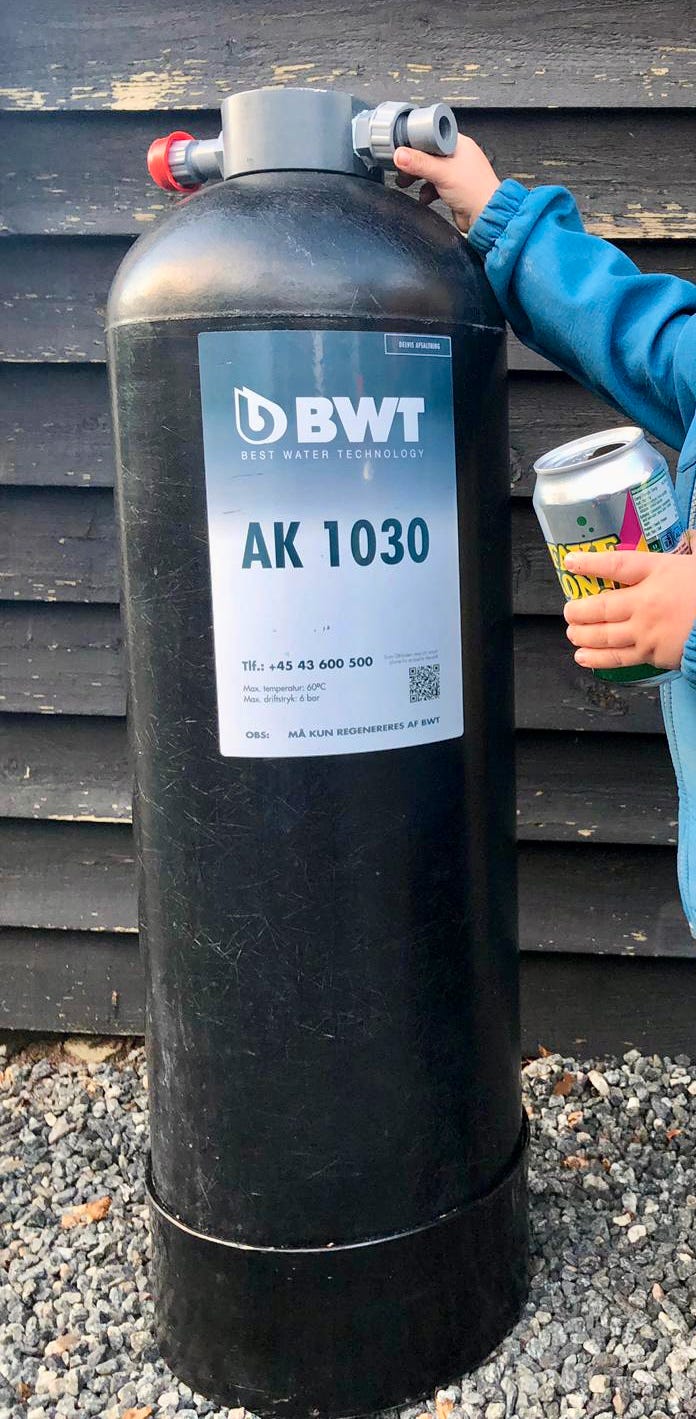 DELVIS AFSALTNING
BWT
BEST WATER TECHNOLOGY
AK 1030
Tlf.: +45 43 600 500
Max. temperatur: 60ºC
Max. driftstryk: 6 bar
OBS: MÅ KUN REGENERERES AF BWT